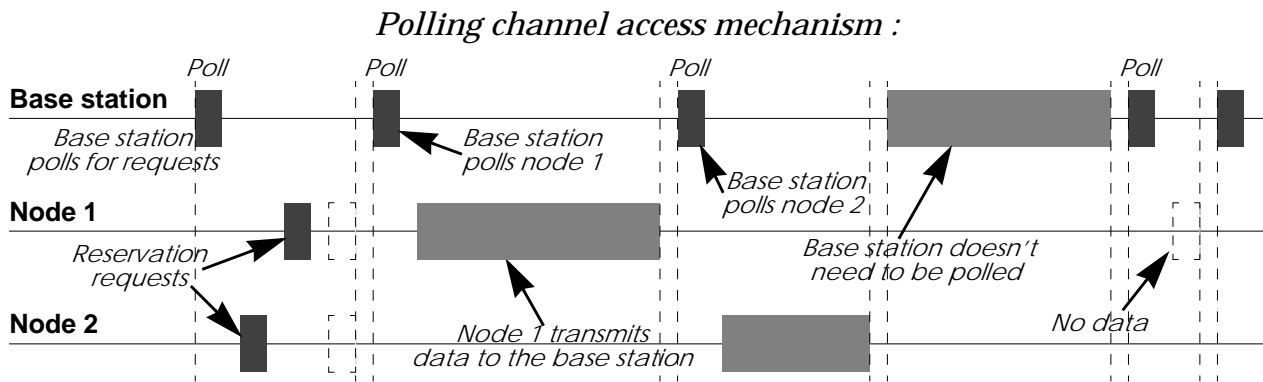 Polling channel access mechanism :
Poll
Poll
Poll
Poll
Base station
Base station
polls for requests
Base station
polls node 1
Base station
polls node 2
Node 1
Reservation
requests
Base station doesn't
need to be polled
Node 2
Node 1 transmits
data to the base station
No data